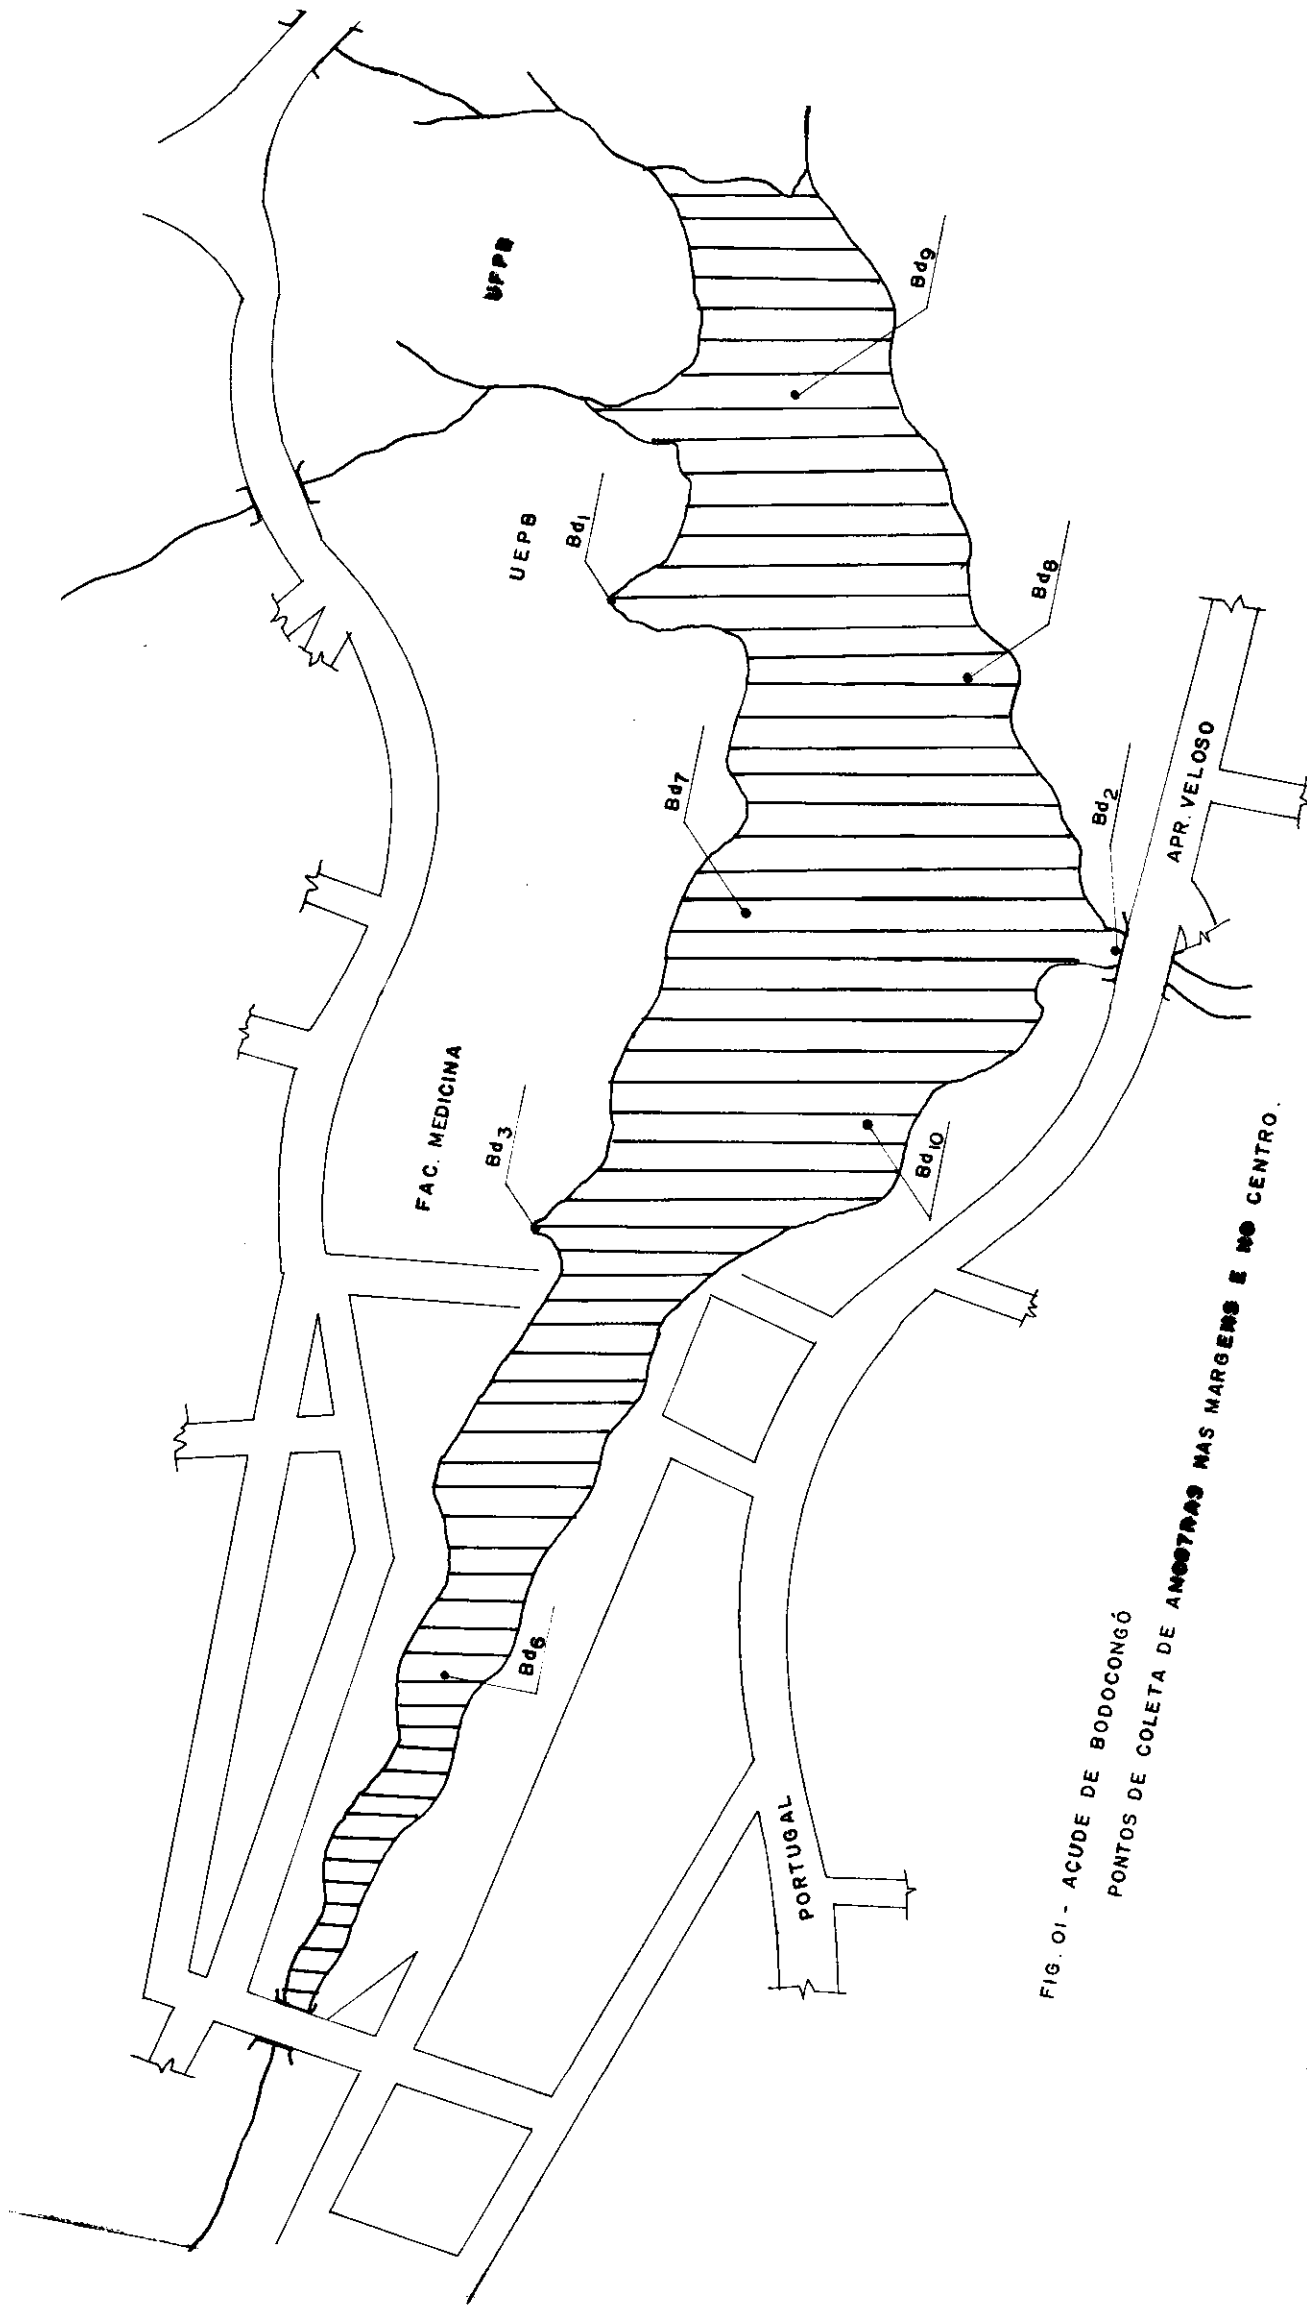 UFPB
UEPB
Bd1
Bd9
Bd8
Bd7
Bd2
APR. VELOSO
FAC. MEDICINA
Bd3
Bd10
Bd6
PORTUGAL
FIG. 01 - AÇUDE DE BODOCONGÓ
PONTOS DE COLETA DE AMOSTRAS NAS MARGENS E NO CENTRO.